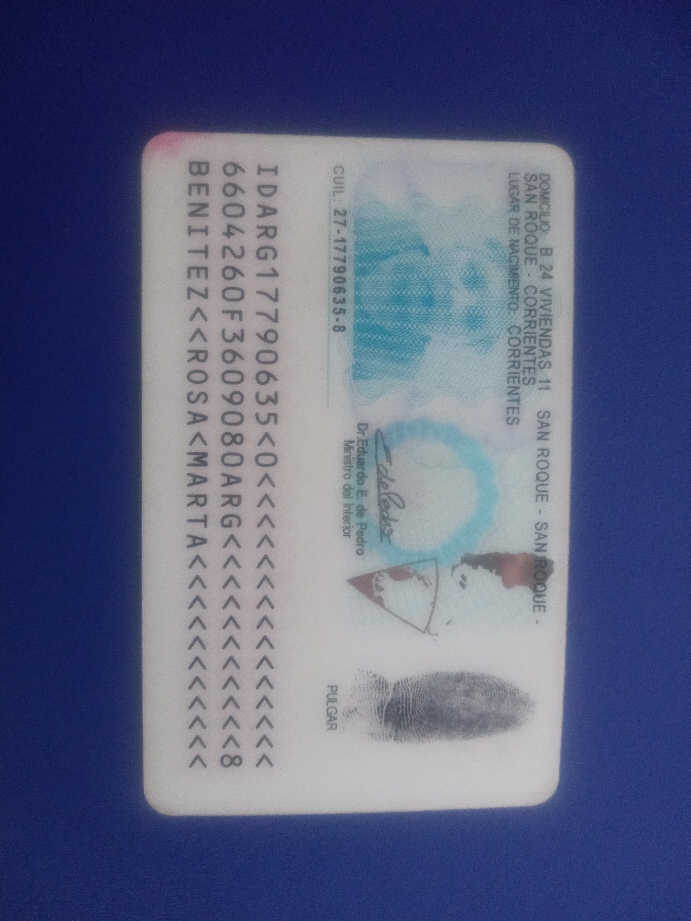 DOMICILIO: B 24 VIVIENDAS 11 SAN ROQUE - SAN ROQUE -
SAN ROQUE - CORRIENTES
LUGAR DE NACIMIENTO: CORRIENTES
CUIL: 27-17790635-8
Dr. Eduardo E. de Pedro
Ministro del Interior
PULGAR
IDARG17790635<0<<<<<<<<<<<<<<<
6604260F3609080ARG<<<<<<<<<<<8
BENITEZ<<ROSA<MARTA<<<<<<<<<<<